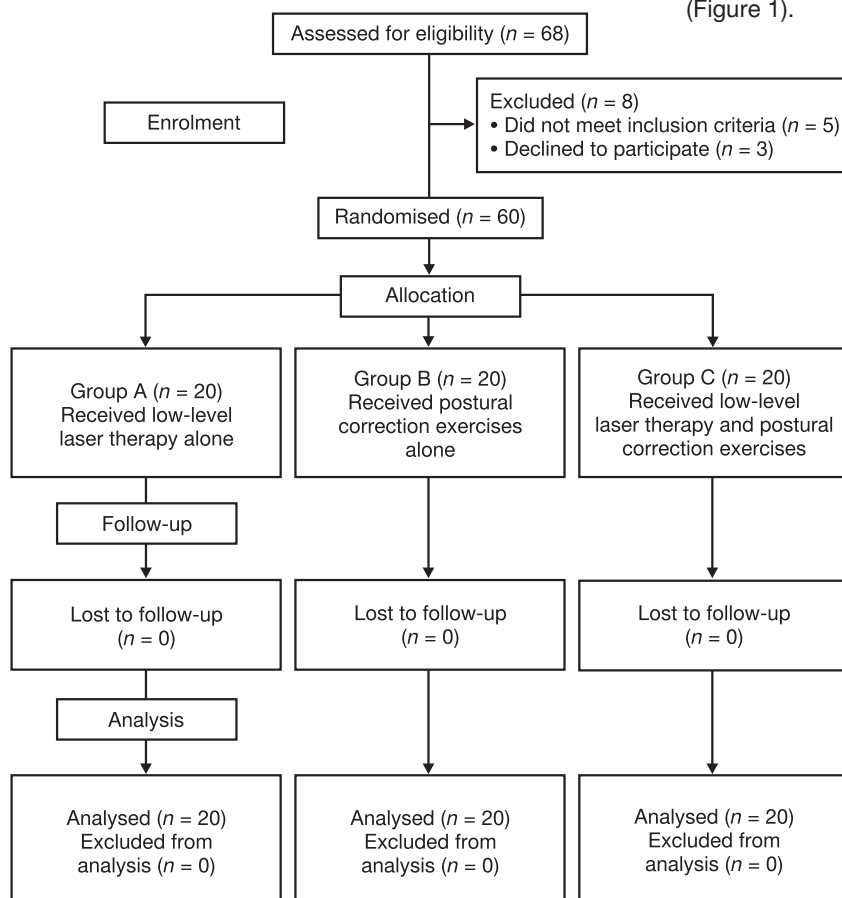 (Figure 1).
Assessed for eligibility (n = 68)
Excluded (n = 8)
• Did not meet inclusion criteria (n = 5)
• Declined to participate (n = 3)
Enrolment
Randomised (n = 60)
Allocation
Group A (n = 20)
Received low-level
laser therapy alone
Group B (n = 20)
Received postural
correction exercises
alone
Group C (n = 20)
Received low-level
laser therapy and postural
correction exercises
Follow-up
Lost to follow-up
(n = 0)
Lost to follow-up
(n = 0)
Lost to follow-up
(n = 0)
Analysis
Analysed (n = 20)
Excluded from
analysis (n = 0)
Analysed (n = 20)
Excluded from
analysis (n = 0)
Analysed (n = 20)
Excluded from
analysis (n = 0)